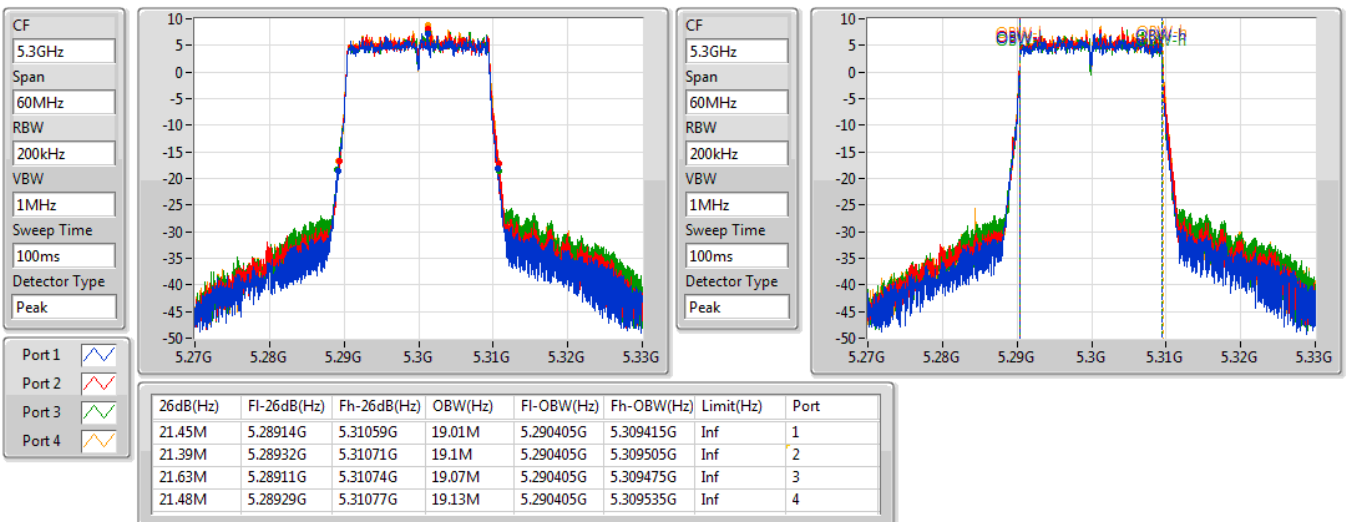 CF
5.3GHz
Span
60MHz
RBW
200kHz
VBW
1MHz
Sweep Time
100ms
Detector Type
Peak
10
5
0
-5
-10
-15
-20
-25
-30
-35
-40
-45
-50
5.27G 5.28G 5.29G 5.3G 5.31G 5.32G 5.33G
CF
5.3GHz
Span
60MHz
RBW
200kHz
VBW
1MHz
Sweep Time
100ms
Detector Type
Peak
10
5
0
-5
-10
-15
-20
-25
-30
-35
-40
-45
-50
OBW-l OBW-h
5.27G 5.28G 5.29G 5.3G 5.31G 5.32G 5.33G
Port 1
Port 2
Port 3
Port 4
26dB(Hz) Fl-26dB(Hz) Fh-26dB(Hz) OBW(Hz) Fl-OBW(Hz) Fh-OBW(Hz) Limit(Hz) Port
21.45M 5.28914G 5.31059G 19.01M 5.290405G 5.309415G Inf 1
21.39M 5.28932G 5.31071G 19.1M 5.290405G 5.309505G Inf 2
21.63M 5.28911G 5.31074G 19.07M 5.290405G 5.309475G Inf 3
21.48M 5.28929G 5.31077G 19.13M 5.290405G 5.309535G Inf 4